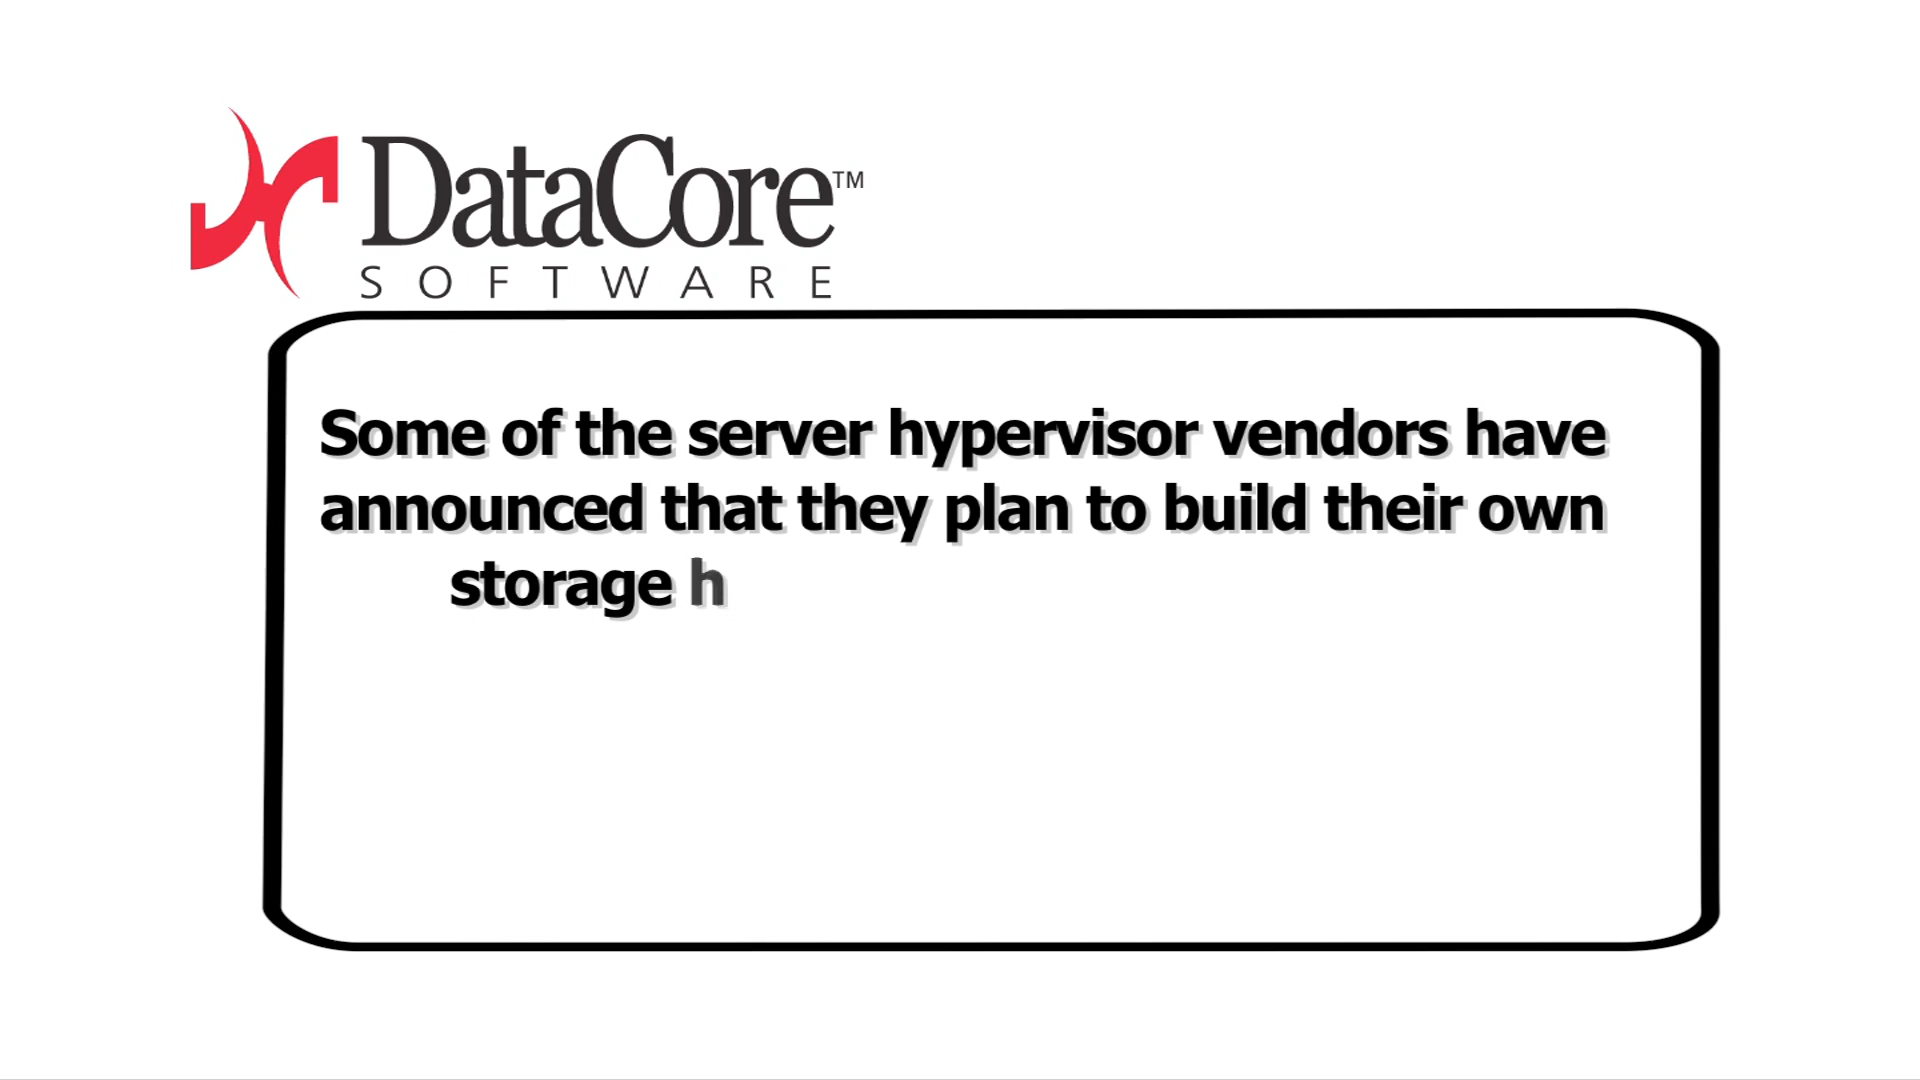 DataCore™
SOFTWARE
Some of the server hypervisor vendors have
announced that they plan to build their own
storage h